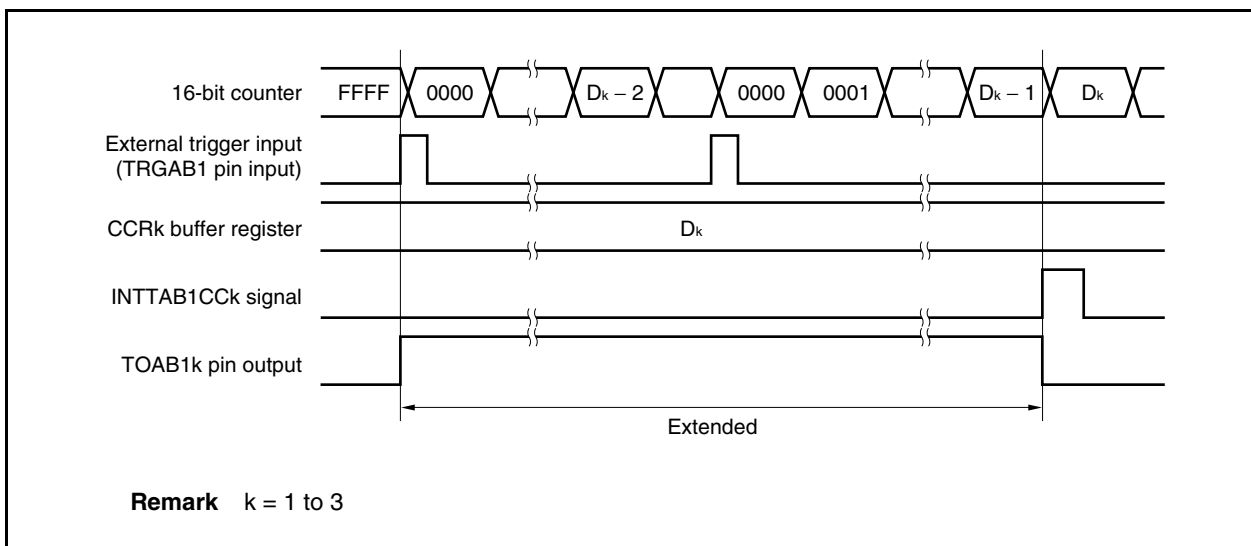 16-bit counter FFFF 0000 Dk − 2 0000 0001 Dk − 1 Dk
External trigger input
(TRGAB1 pin input)
CCRk buffer register Dk
INTTAB1CCk signal
TOAB1k pin output
Extended
Remark k = 1 to 3